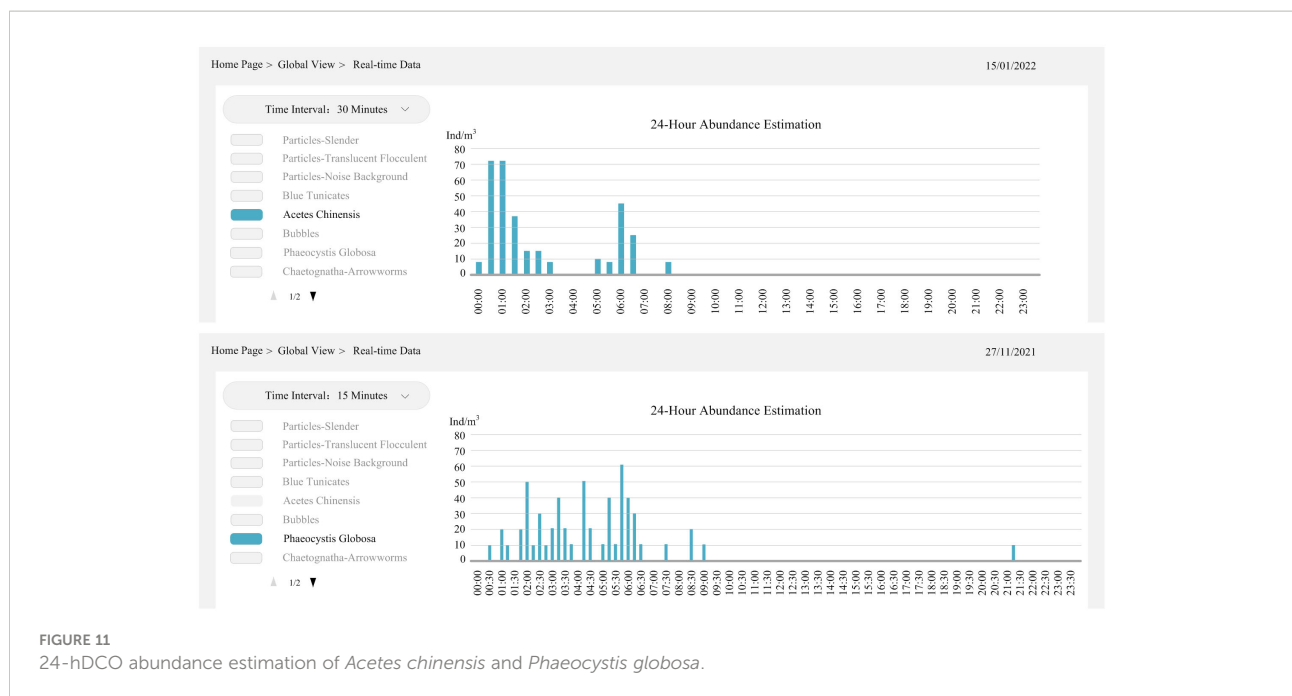 Home Page > Global View > Real-time Data 15/01/2022
Time Interval: 30 Minutes
24-Hour Abundance Estimation
Particles-Slender
Particles-Translucent Flocculent
Particles-Noise Background
Blue Tunicates
Acetes Chinensis
Bubbles
Phaeocystis Globosa
Chaetognatha-Arrowworms
1/2
Ind/m³
80
70
60
50
40
30
20
10
0
00:00 01:00 02:00 03:00 04:00 05:00 06:00 07:00 08:00 09:00 10:00 11:00 12:00 13:00 14:00 15:00 16:00 17:00 18:00 19:00 20:00 21:00 22:00 23:00
Home Page > Global View > Real-time Data 27/11/2021
Time Interval: 15 Minutes
24-Hour Abundance Estimation
Particles-Slender
Particles-Translucent Flocculent
Particles-Noise Background
Blue Tunicates
Acetes Chinensis
Bubbles
Phaeocystis Globosa
Chaetognatha-Arrowworms
1/2
Ind/m³
80
70
60
50
40
30
20
10
0
00:00 00:30 01:00 01:30 02:00 02:30 03:00 03:30 04:00 04:30 05:00 05:30 06:00 06:30 07:00 07:30 08:00 08:30 09:00 09:30 10:00 10:30 11:00 11:30 12:00 12:30 13:00 13:30 14:00 14:30 15:00 15:30 16:00 16:30 17:00 17:30 18:00 18:30 19:00 19:30 20:00 20:30 21:00 21:30 22:00 22:30 23:00 23:30
FIGURE 11
24-hDCO abundance estimation of Acetes chinensis and Phaeocystis globosa.